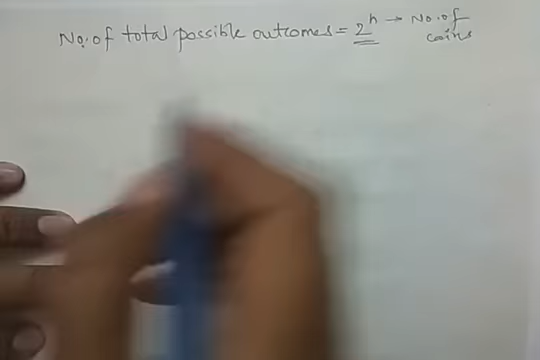 No. of total possible outcomes = 2^n → No. of
coins